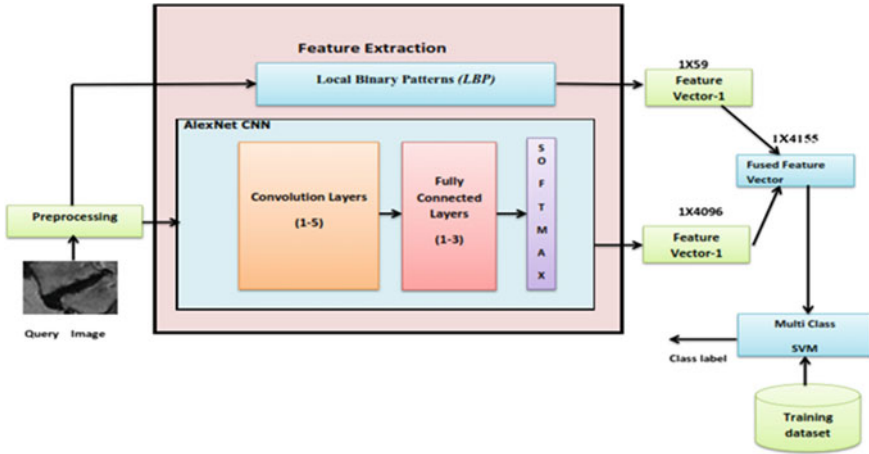 Feature Extraction
Local Binary Patterns (LBP)
1X59
Feature
Vector-1
AlexNet CNN
Convolution Layers
(1-5)
Fully
Connected
Layers
(1-3)
S
O
F
T
M
A
X
1X4155
Fused Feature
Vector
Preprocessing
1X4096
Feature
Vector-1
Query Image
Multi Class
SVM
Class label
Training
dataset